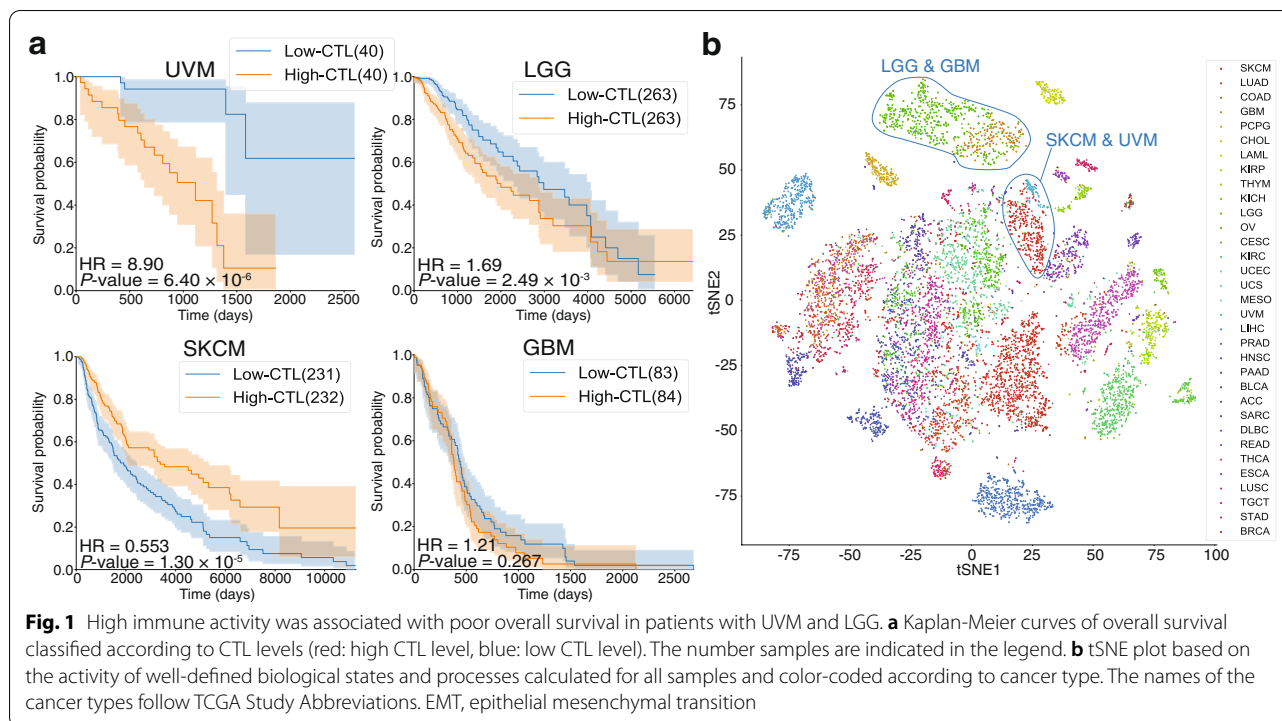 a
UVM
Low-CTL(40)
High-CTL(40)
1.0
0.8
0.6
0.4
0.2
0.0
Survival probability
HR = 8.90
P-value = 6.40 × 10-6
0 500 1000 1500 2000 2500
Time (days)
LGG
Low-CTL(263)
High-CTL(263)
1.0
0.8
0.6
0.4
0.2
0.0
Survival probability
HR = 1.69
P-value = 2.49 × 10-3
0 1000 2000 3000 4000 5000 6000
Time (days)
SKCM
Low-CTL(231)
High-CTL(232)
1.0
0.8
0.6
0.4
0.2
0.0
Survival probability
HR = 0.553
P-value = 1.30 × 10-5
0 2000 4000 6000 8000 10000
Time (days)
GBM
Low-CTL(83)
High-CTL(84)
1.0
0.8
0.6
0.4
0.2
0.0
Survival probability
HR = 1.21
P-value = 0.267
0 500 1000 1500 2000 2500
Time (days)
b
LGG & GBM
SKCM & UVM
75
50
25
0
-25
-50
-75
tSNE2
-75 -50 -25 0 25 50 75 100
tSNE1
SKCM
LUAD
COAD
GBM
PCPG
CHOL
LAML
KIRP
THYM
KICH
LGG
OV
CESC
KIRC
UCEC
UCS
MESO
UVM
LIHC
PRAD
HNSC
PAAD
BLCA
ACC
SARC
DLBC
READ
THCA
ESCA
LUSC
TGCT
STAD
BRCA
Fig. 1 High immune activity was associated with poor overall survival in patients with UVM and LGG. a Kaplan-Meier curves of overall survival
classified according to CTL levels (red: high CTL level, blue: low CTL level). The number samples are indicated in the legend. b tSNE plot based on
the activity of well-defined biological states and processes calculated for all samples and color-coded according to cancer type. The names of the
cancer types follow TCGA Study Abbreviations. EMT, epithelial mesenchymal transition